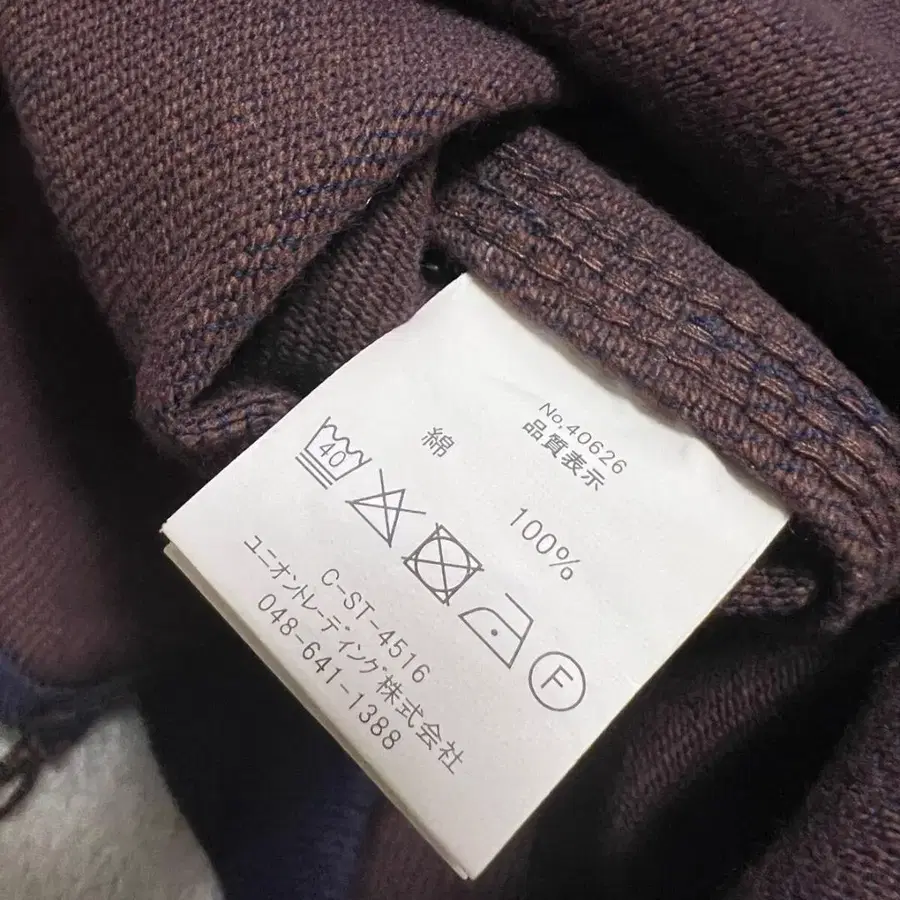 No.40626
品質表示
綿 100%
40
F
C-ST-4516
ユニオントレーディング株式会社
048-641-1388